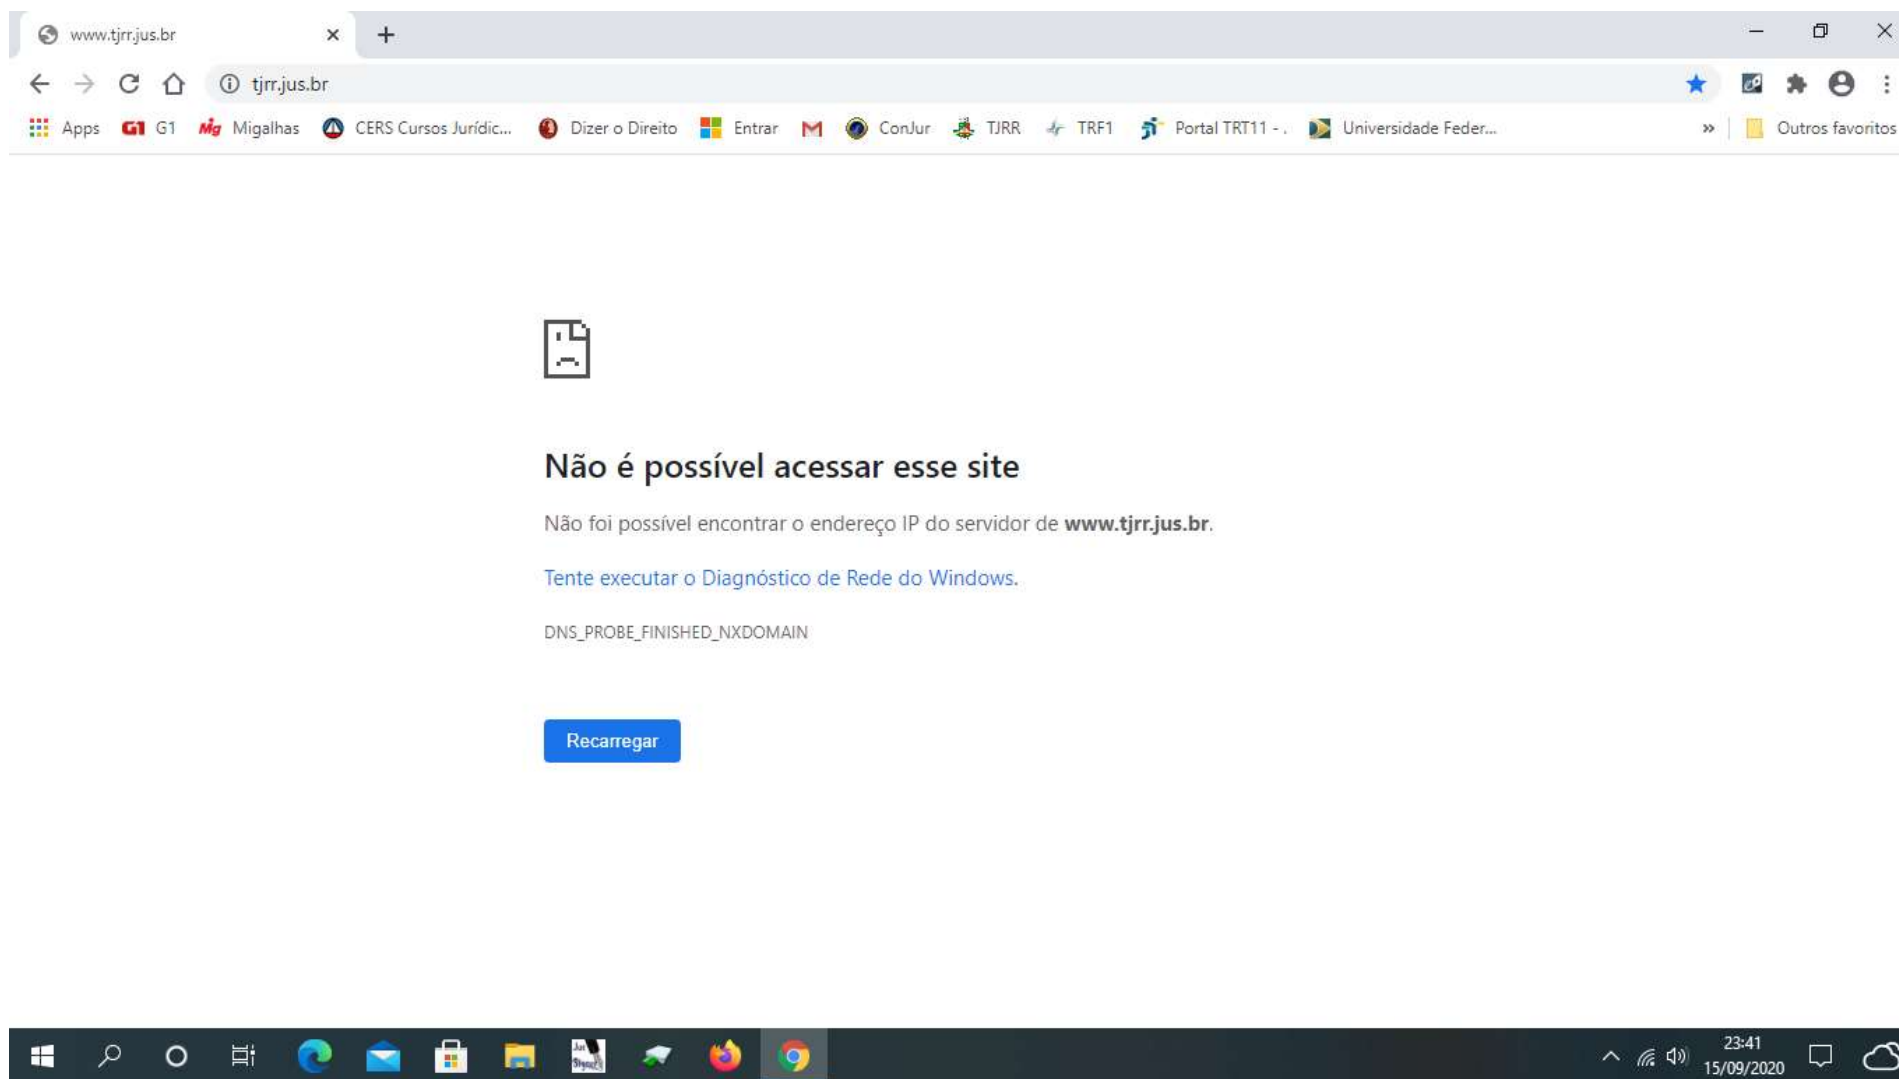 www.tjrr.jus.br
tjrr.jus.br
Apps G1 G1 Mg Migalhas CERS Cursos Jurídic... Dizer o Direito Entrar M ConJur TJRR TRF1 Portal TRT11 - . Universidade Feder... » Outros favoritos
Não é possível acessar esse site
Não foi possível encontrar o endereço IP do servidor de www.tjrr.jus.br.
Tente executar o Diagnóstico de Rede do Windows.
DNS_PROBE_FINISHED_NXDOMAIN
Recarregar
23:41
15/09/2020